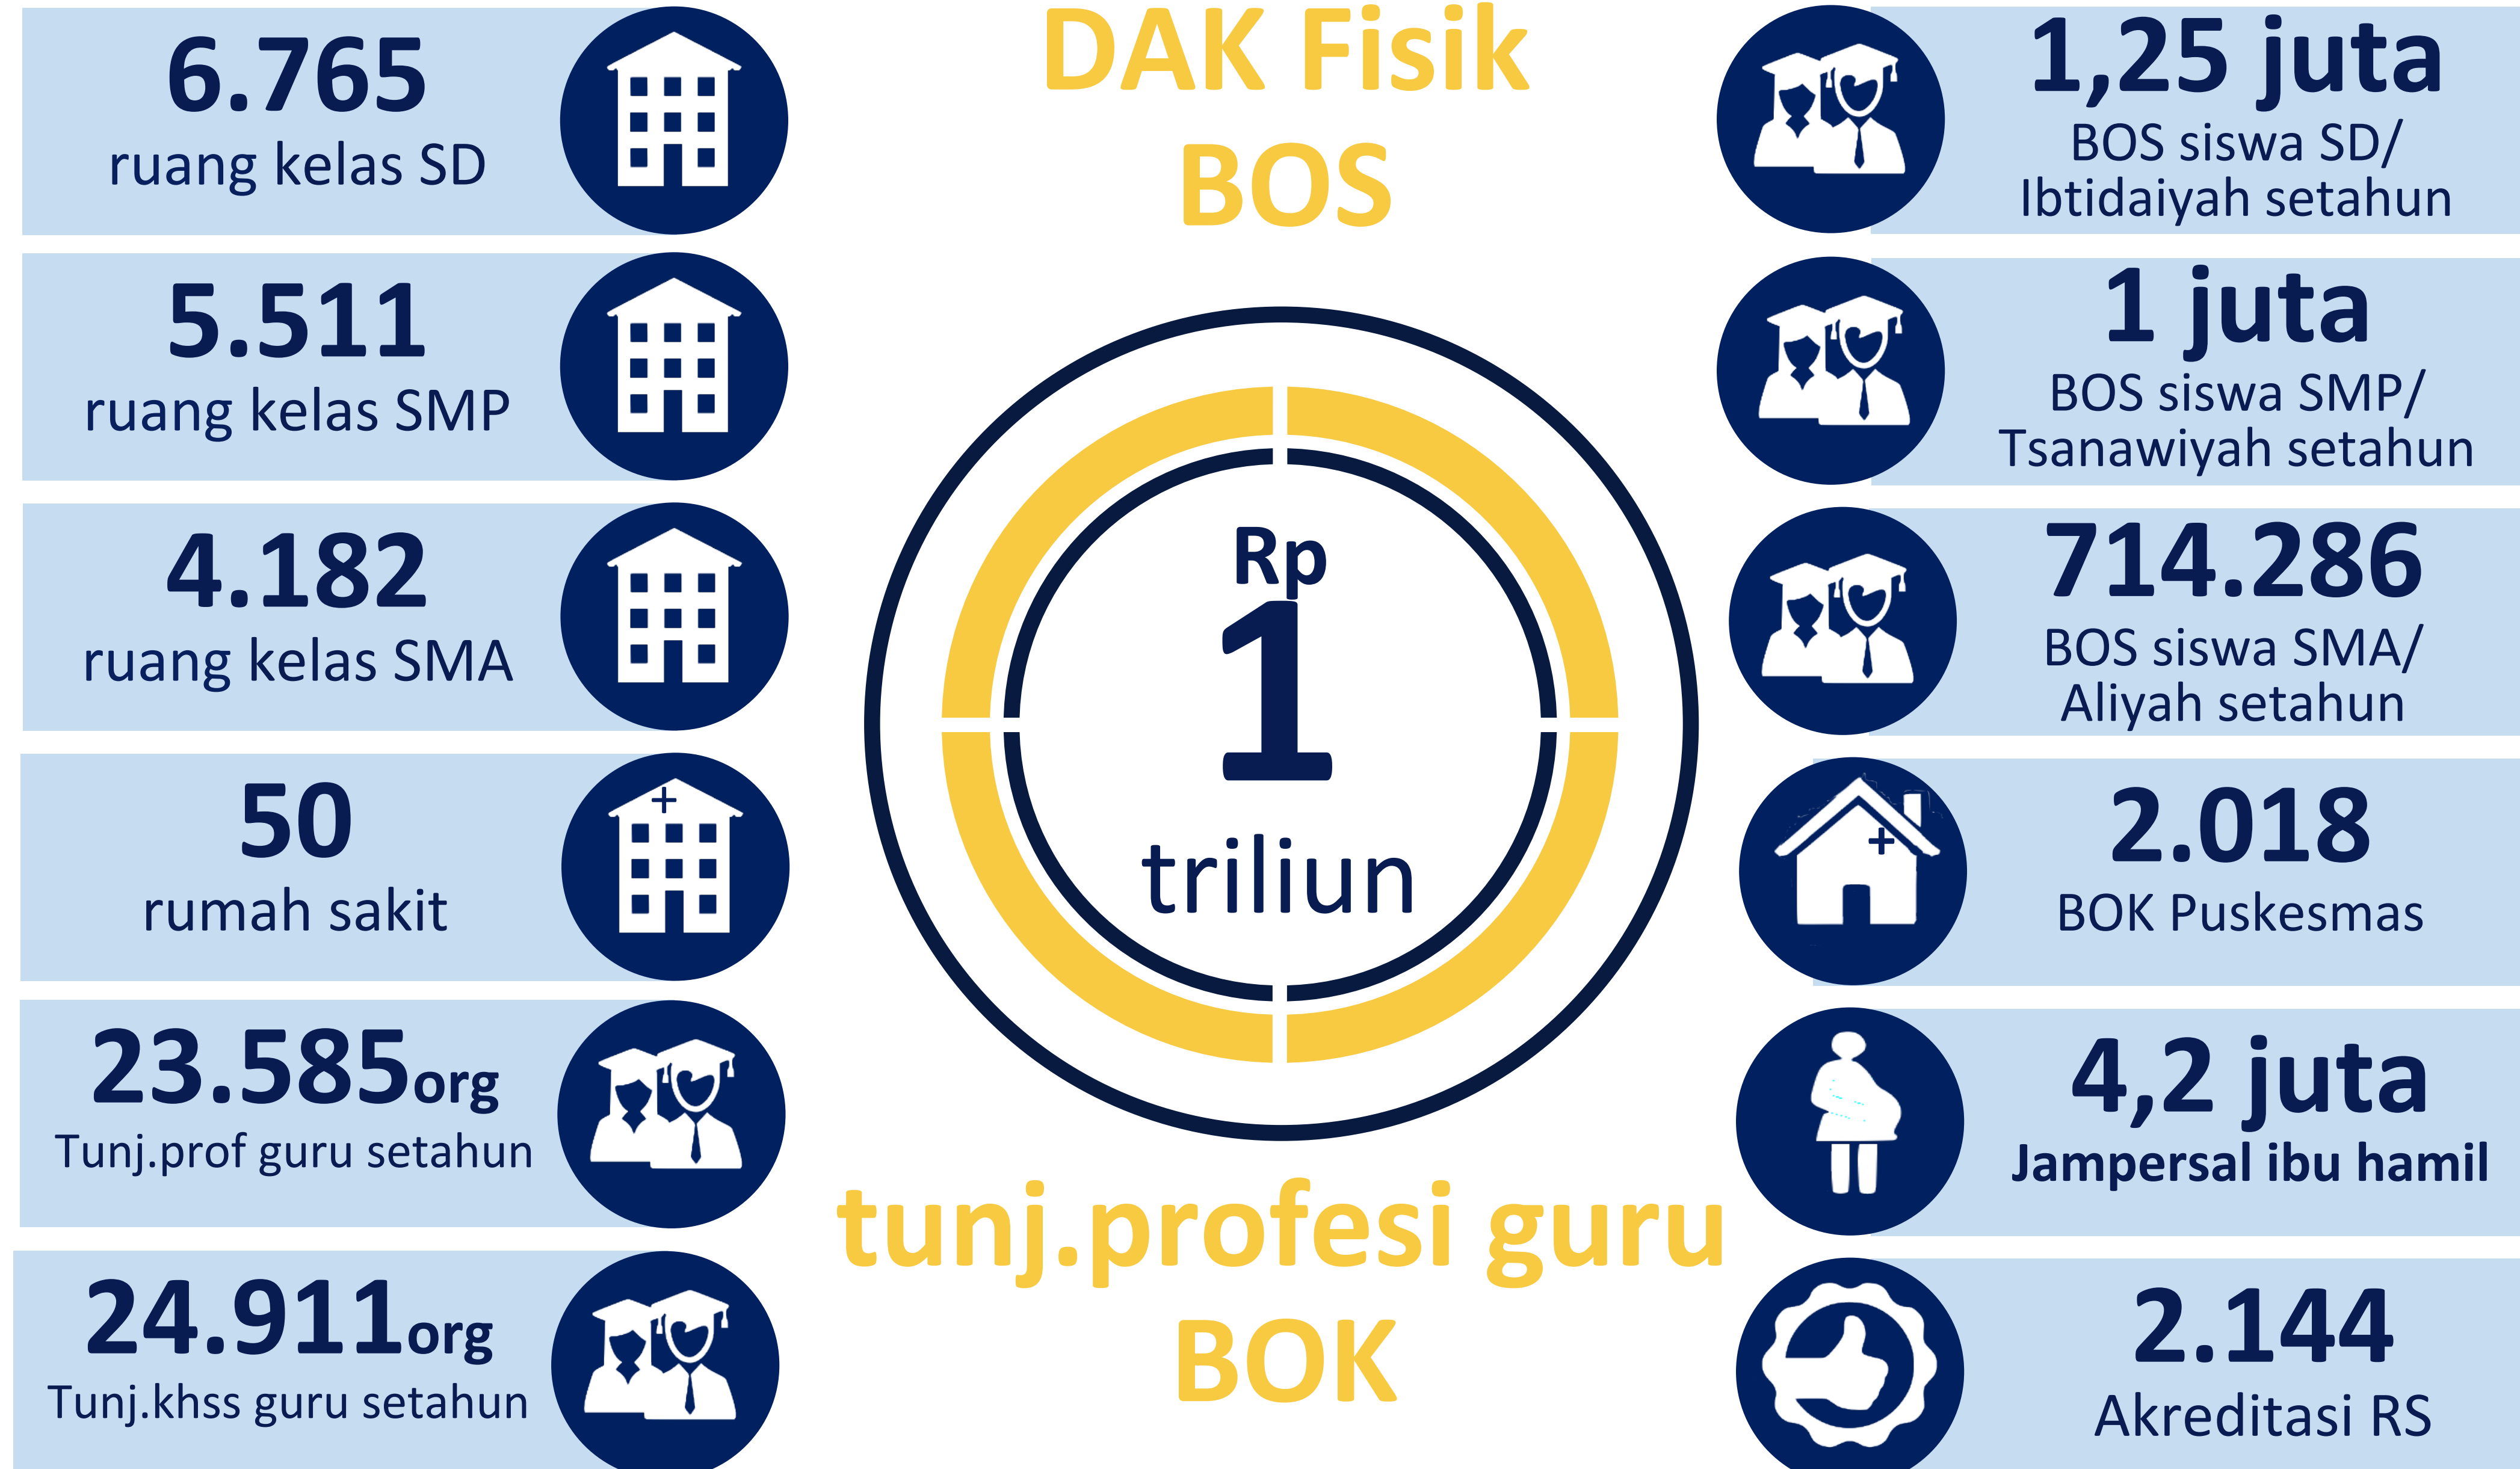 6.765
ruang kelas SD
5.511
ruang kelas SMP
4.182
ruang kelas SMA
50
rumah sakit
23.585org
Tunj.prof guru setahun
24.911org
Tunj.khss guru setahun
DAK Fisik
BOS
Rp
1
triliun
tunj.profesi guru
BOK
1,25 juta
BOS siswa SD/
Ibtidaiyah setahun
1 juta
BOS siswa SMP/
Tsanawiyah setahun
714.286
BOS siswa SMA/
Aliyah setahun
2.018
BOK Puskesmas
4,2 juta
Jampersal ibu hamil
2.144
Akreditasi RS